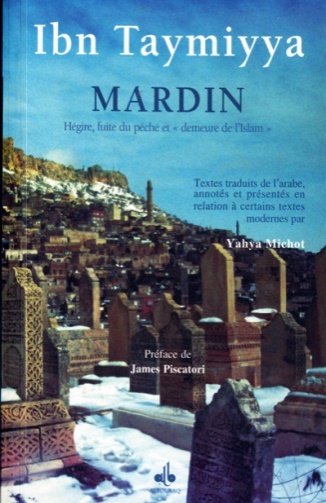 Ibn Taymiyya
MARDIN
Hégire, fuite du péché et « demeure de l'Islam »
Textes traduits de l'arabe,
annotés et présentés en
relation à certains textes
modernes par
Yahya Michot
Préface de
James Piscatori
ALBOURAQ